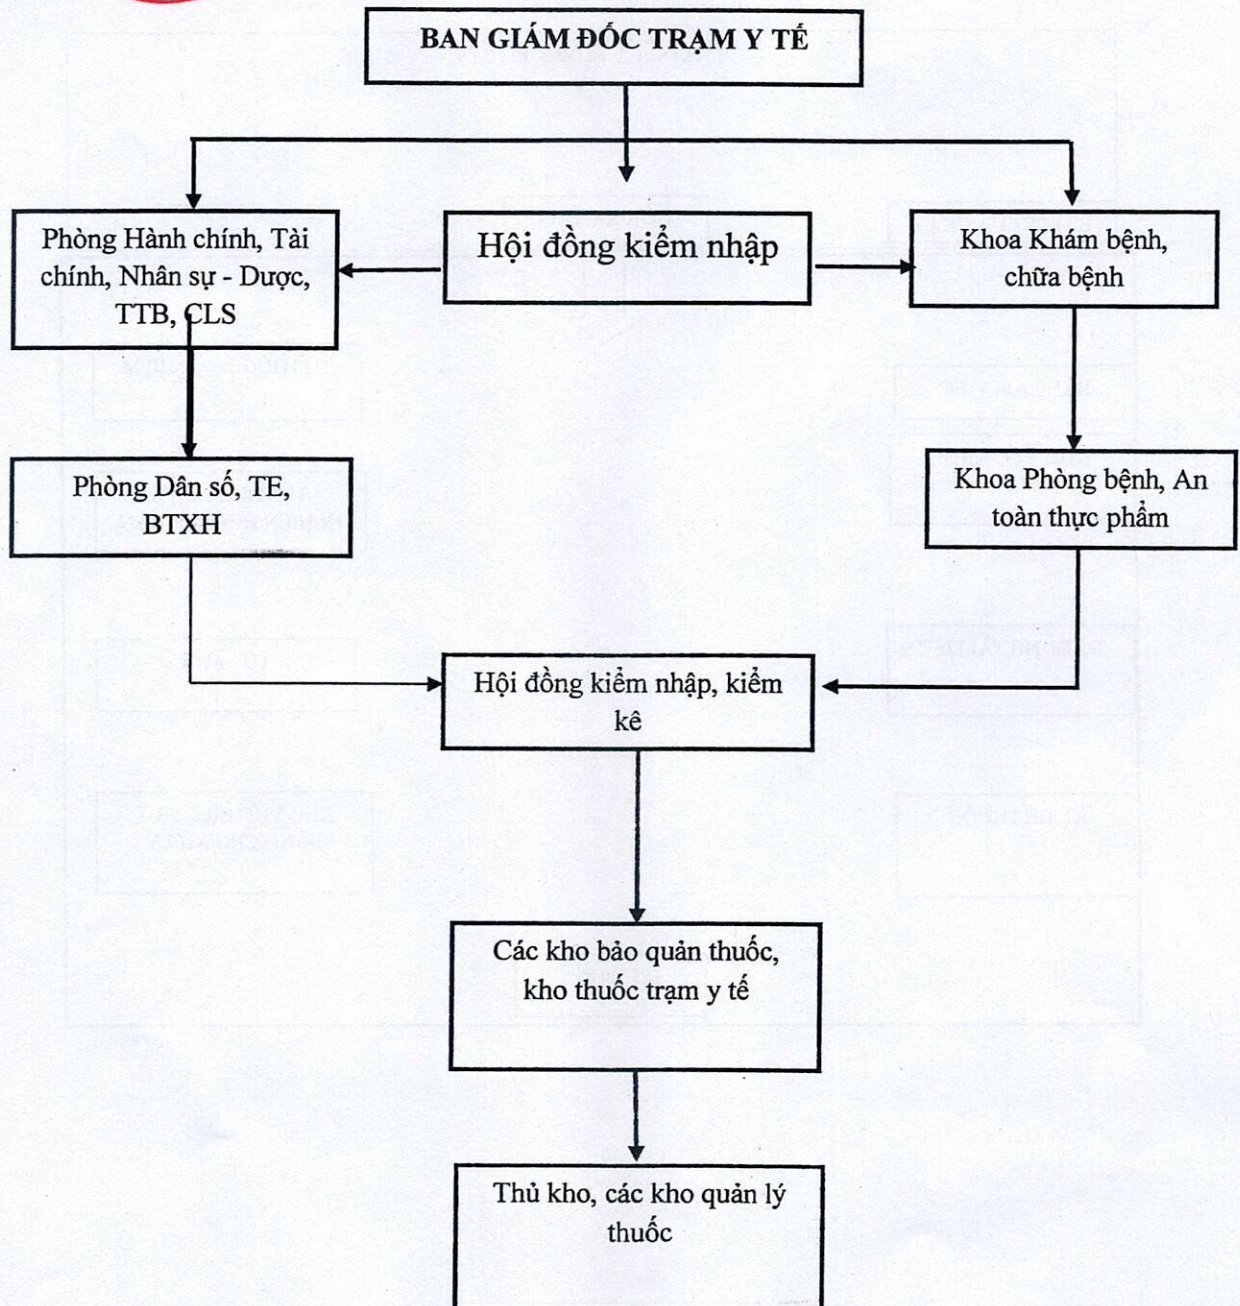 BAN GIÁM ĐỐC TRẠM Y TẾ
Phòng Hành chính, Tài
chính, Nhân sự - Dược,
TTB, CLS
Hội đồng kiểm nhập
Khoa Khám bệnh,
chữa bệnh
Phòng Dân số, TE,
BTXH
Khoa Phòng bệnh, An
toàn thực phẩm
Hội đồng kiểm nhập, kiểm
kê
Các kho bảo quản thuốc,
kho thuốc trạm y tế
Thủ kho, các kho quản lý
thuốc